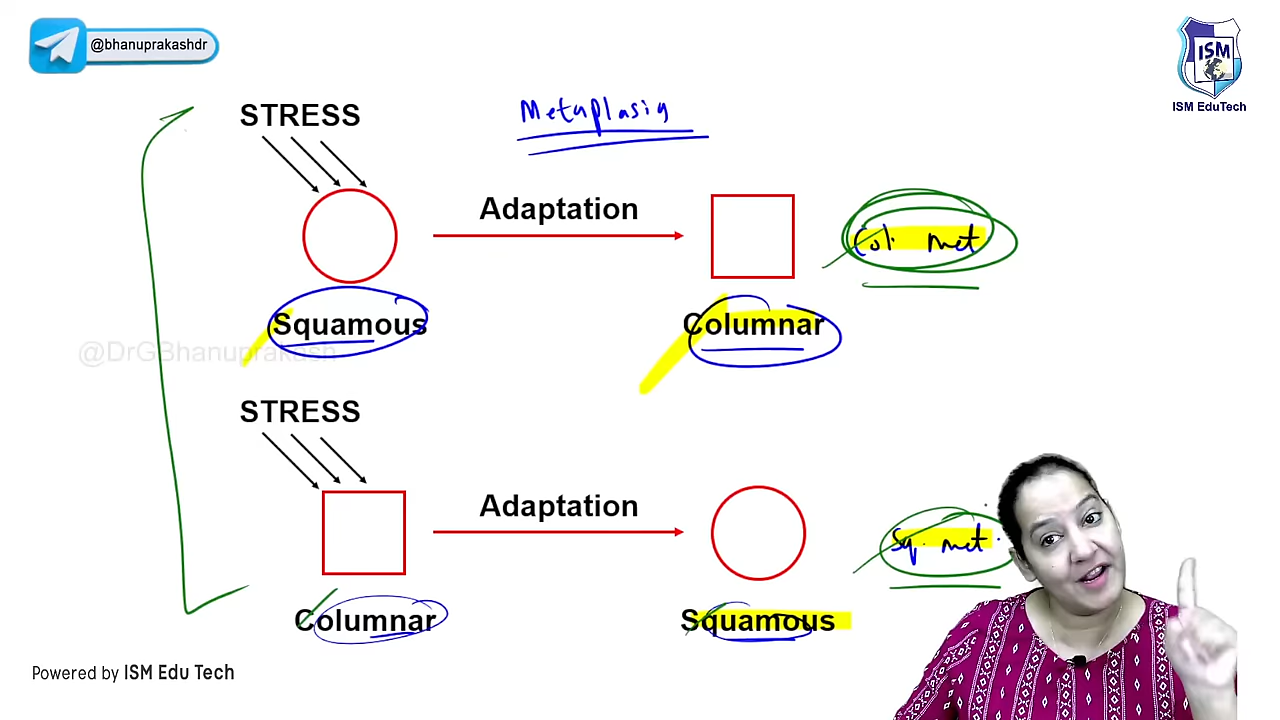 @bhanuprakashdr
ISM
ISM EduTech
STRESS
Metaplasia
Adaptation
Col. met
Squamous
Columnar
@DrGBhanuprakash
STRESS
Adaptation
Sq. met
Columnar
Squamous
Powered by ISM Edu Tech